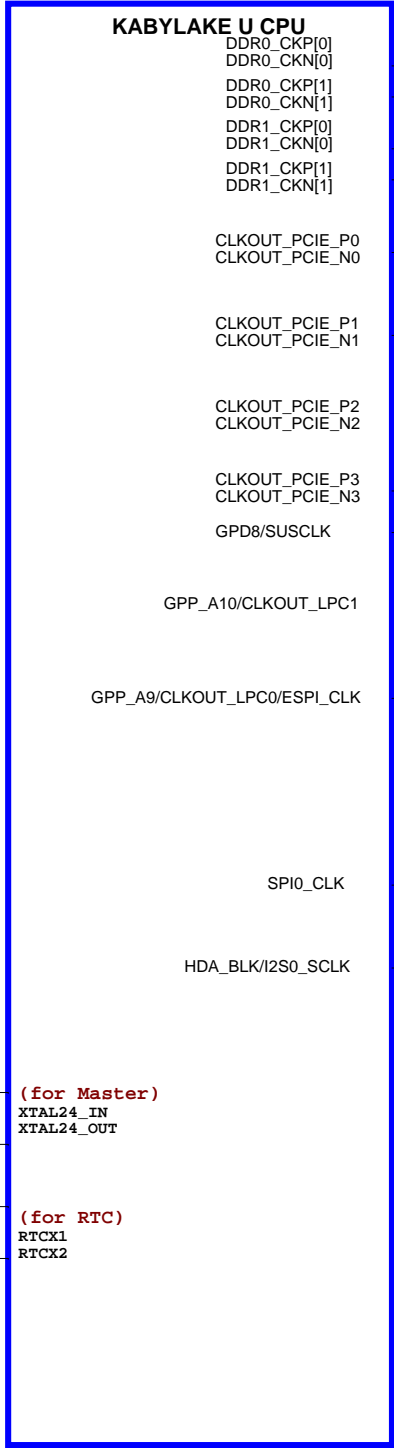 KABYLAKE U CPU
DDR0_CKP[0]
DDR0_CKN[0]
DDR0_CKP[1]
DDR0_CKN[1]
DDR1_CKP[0]
DDR1_CKN[0]
DDR1_CKP[1]
DDR1_CKN[1]
CLKOUT_PCIE_P0
CLKOUT_PCIE_N0
CLKOUT_PCIE_P1
CLKOUT_PCIE_N1
CLKOUT_PCIE_P2
CLKOUT_PCIE_N2
CLKOUT_PCIE_P3
CLKOUT_PCIE_N3
GPD8/SUSCLK
GPP_A10/CLKOUT_LPC1
GPP_A9/CLKOUT_LPC0/ESPI_CLK
SPI0_CLK
HDA_BLK/I2S0_SCLK
(for Master)
XTAL24_IN
XTAL24_OUT
(for RTC)
RTCX1
RTCX2